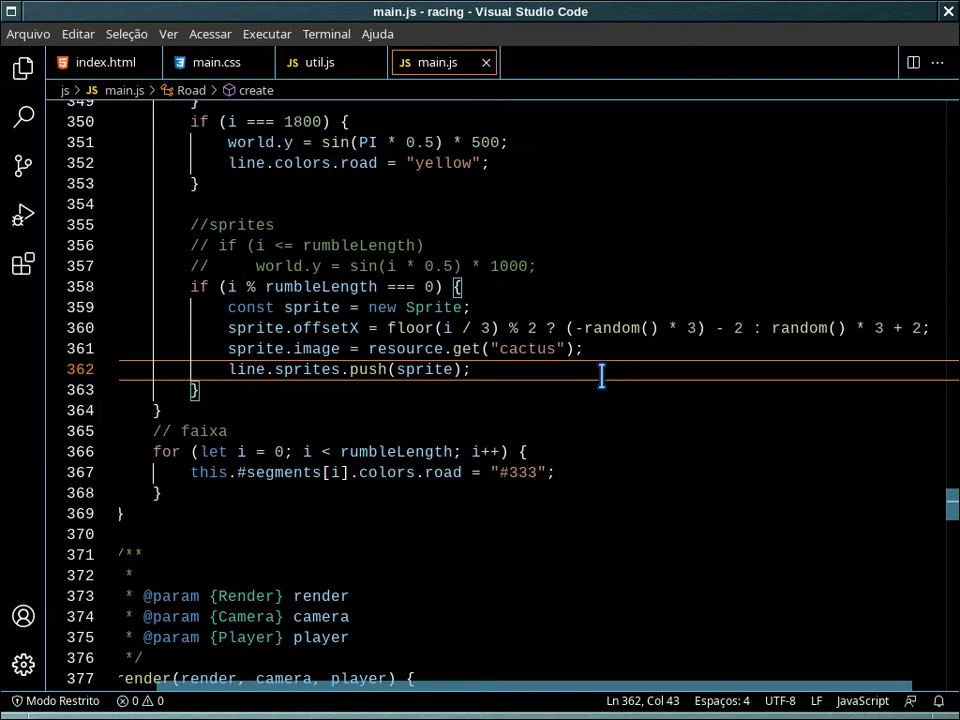 main.js - racing - Visual Studio Code
Arquivo Editar Seleção Ver Acessar Executar Terminal Ajuda
index.html main.css JS util.js JS main.js
js > JS main.js > Road > create
349 }
350 if (i === 1800) {
351 world.y = sin(PI * 0.5) * 500;
352 line.colors.road = "yellow";
353 }
354
355 //sprites
356 // if (i <= rumbleLength)
357 // world.y = sin(i * 0.5) * 1000;
358 if (i % rumbleLength === 0) {
359 const sprite = new Sprite;
360 sprite.offsetX = floor(i / 3) % 2 ? (-random() * 3) - 2 : random() * 3 + 2;
361 sprite.image = resource.get("cactus");
362 line.sprites.push(sprite);
363 }
364 }
365 // faixa
366 for (let i = 0; i < rumbleLength; i++) {
367 this.#segments[i].colors.road = "#333";
368 }
369 }
370
371 /**
372 *
373 * @param {Render} render
374 * @param {Camera} camera
375 * @param {Player} player
376 */
377 render(render, camera, player) {
Modo Restrito 0 0 Ln 362, Col 43 Espaços: 4 UTF-8 LF JavaScript